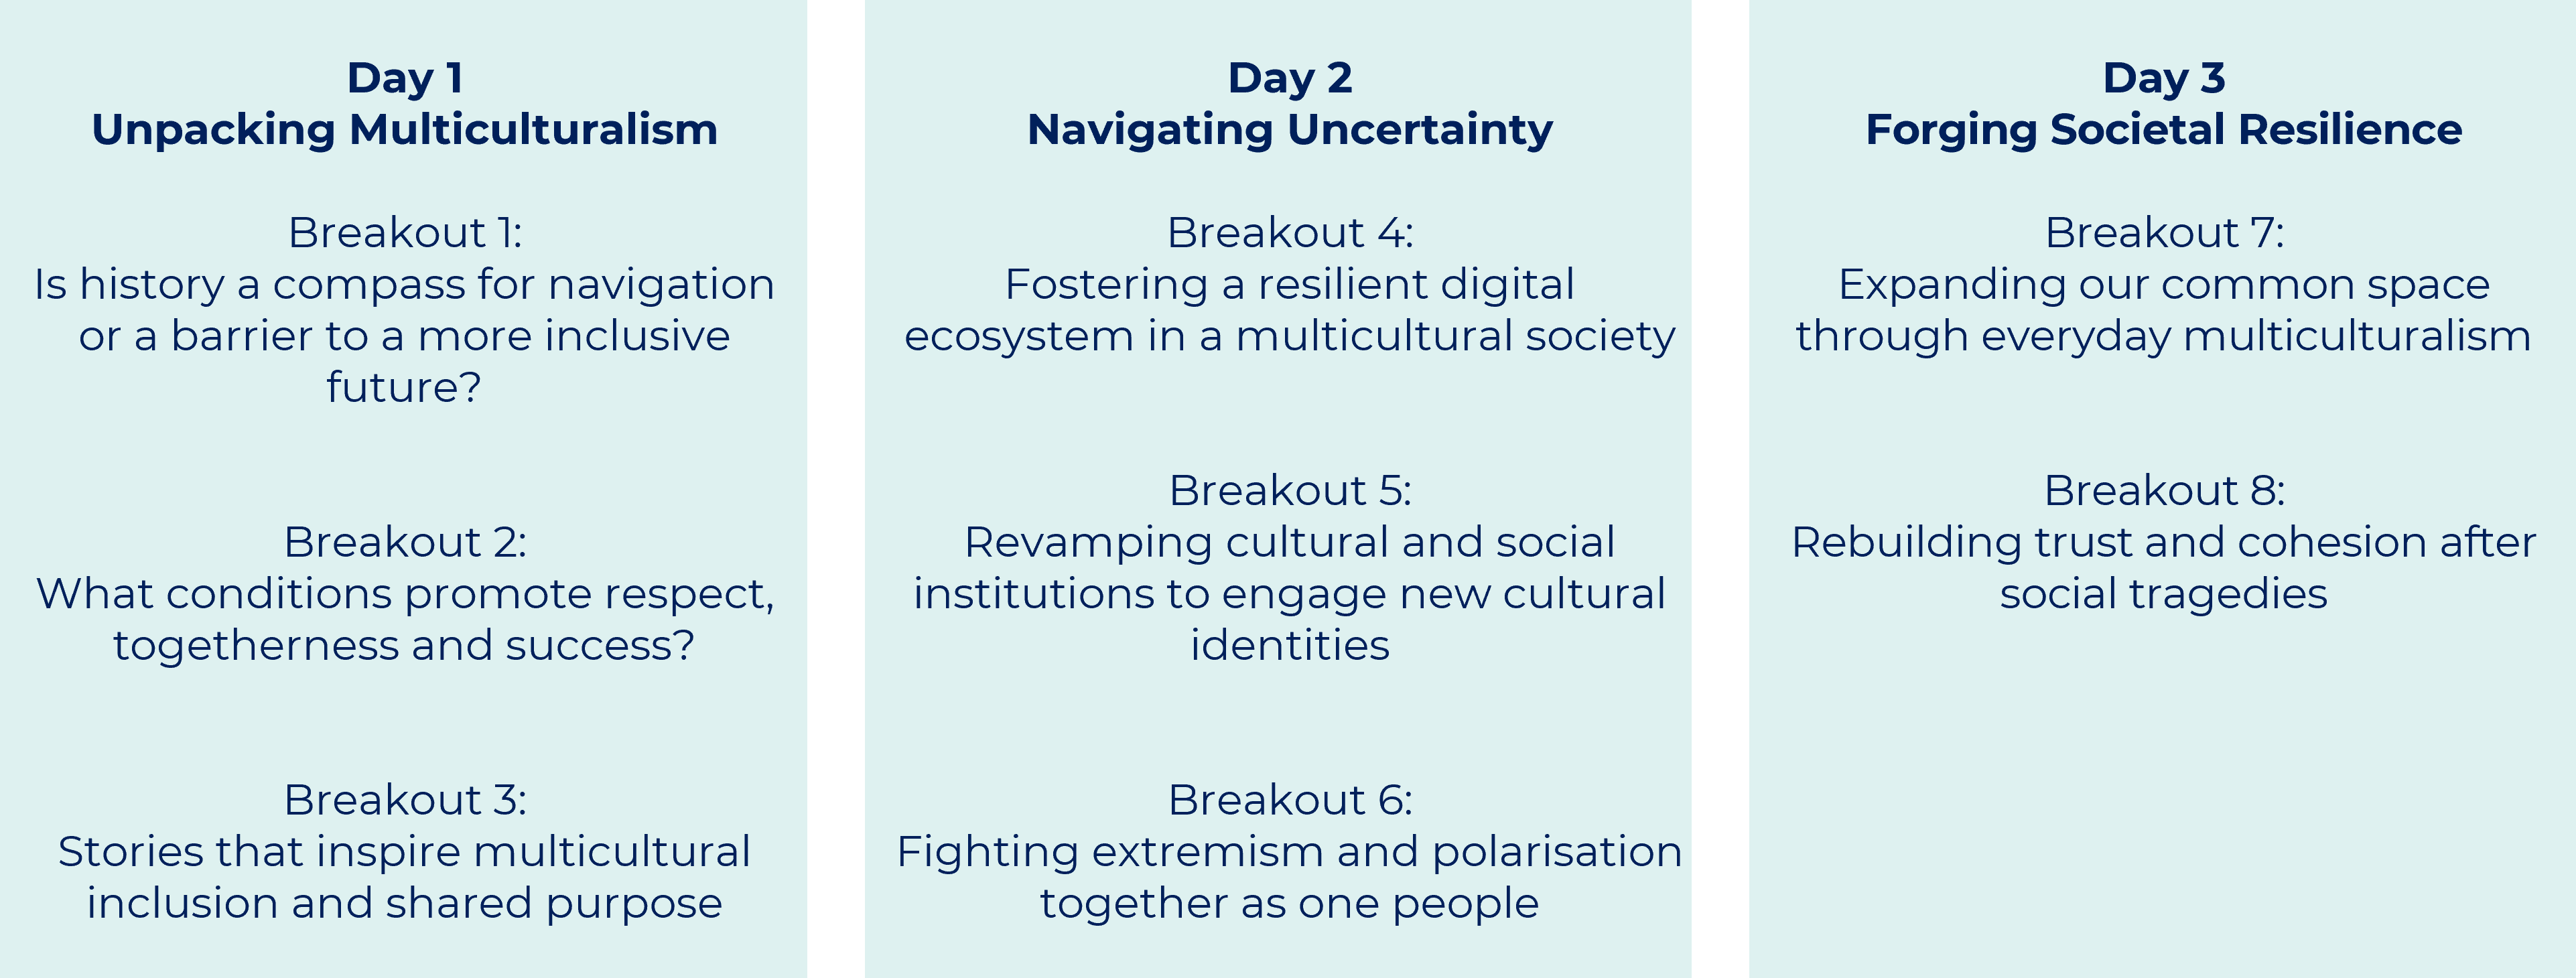 Day 1
Unpacking Multiculturalism
Breakout 1:
Is history a compass for navigation
or a barrier to a more inclusive
future?
Breakout 2:
What conditions promote respect,
togetherness and success?
Breakout 3:
Stories that inspire multicultural
inclusion and shared purpose
Day 2
Navigating Uncertainty
Breakout 4:
Fostering a resilient digital
ecosystem in a multicultural society
Breakout 5:
Revamping cultural and social
institutions to engage new cultural
identities
Breakout 6:
Fighting extremism and polarisation
together as one people
Day 3
Forging Societal Resilience
Breakout 7:
Expanding our common space
through everyday multiculturalism
Breakout 8:
Rebuilding trust and cohesion after
social tragedies